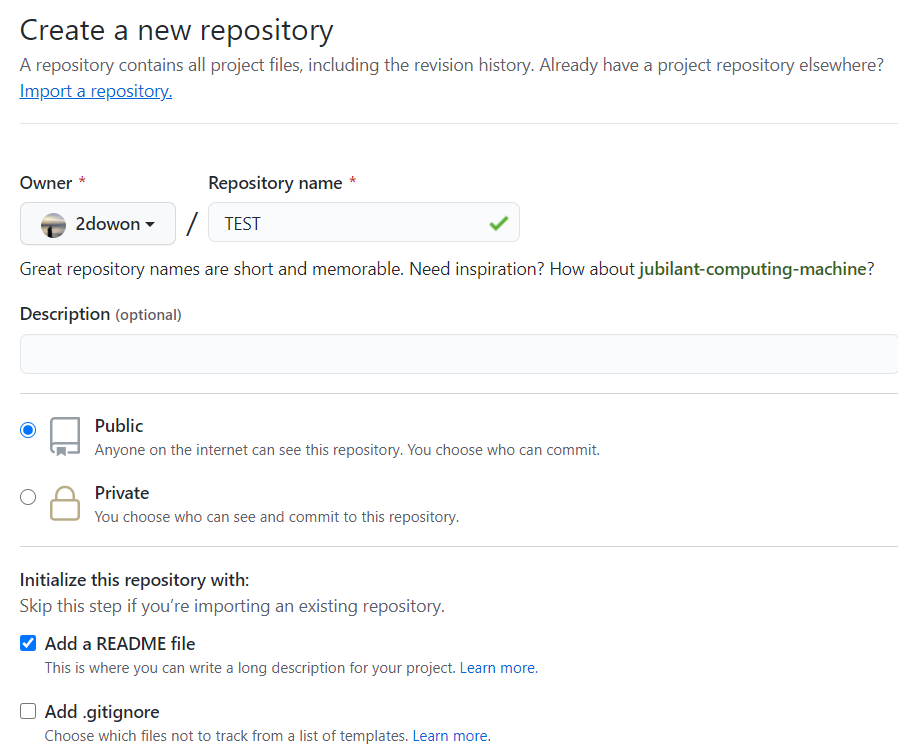 Create a new repository
A repository contains all project files, including the revision history. Already have a project repository elsewhere?
Import a repository.
Owner * Repository name *
2dowon / TEST
Great repository names are short and memorable. Need inspiration? How about jubilant-computing-machine?
Description (optional)
Public
Anyone on the internet can see this repository. You choose who can commit.
Private
You choose who can see and commit to this repository.
Initialize this repository with:
Skip this step if you’re importing an existing repository.
Add a README file
This is where you can write a long description for your project. Learn more.
Add .gitignore
Choose which files not to track from a list of templates. Learn more.